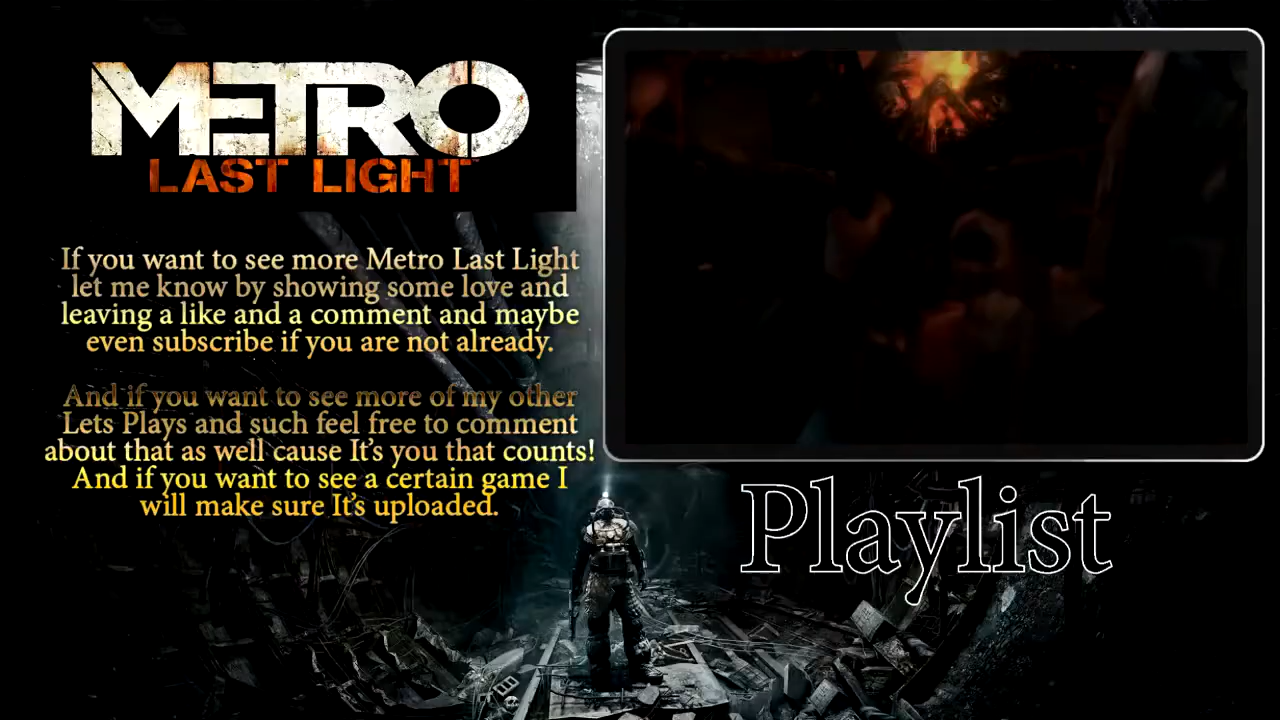 METRO
LAST LIGHT
If you want to see more Metro Last Light
let me know by showing some love and
leaving a like and a comment and maybe
even subscribe if you are not already.
And if you want to see more of my other
Lets Plays and such feel free to comment
about that as well cause It's you that counts!
And if you want to see a certain game I
will make sure It's uploaded.
Playlist